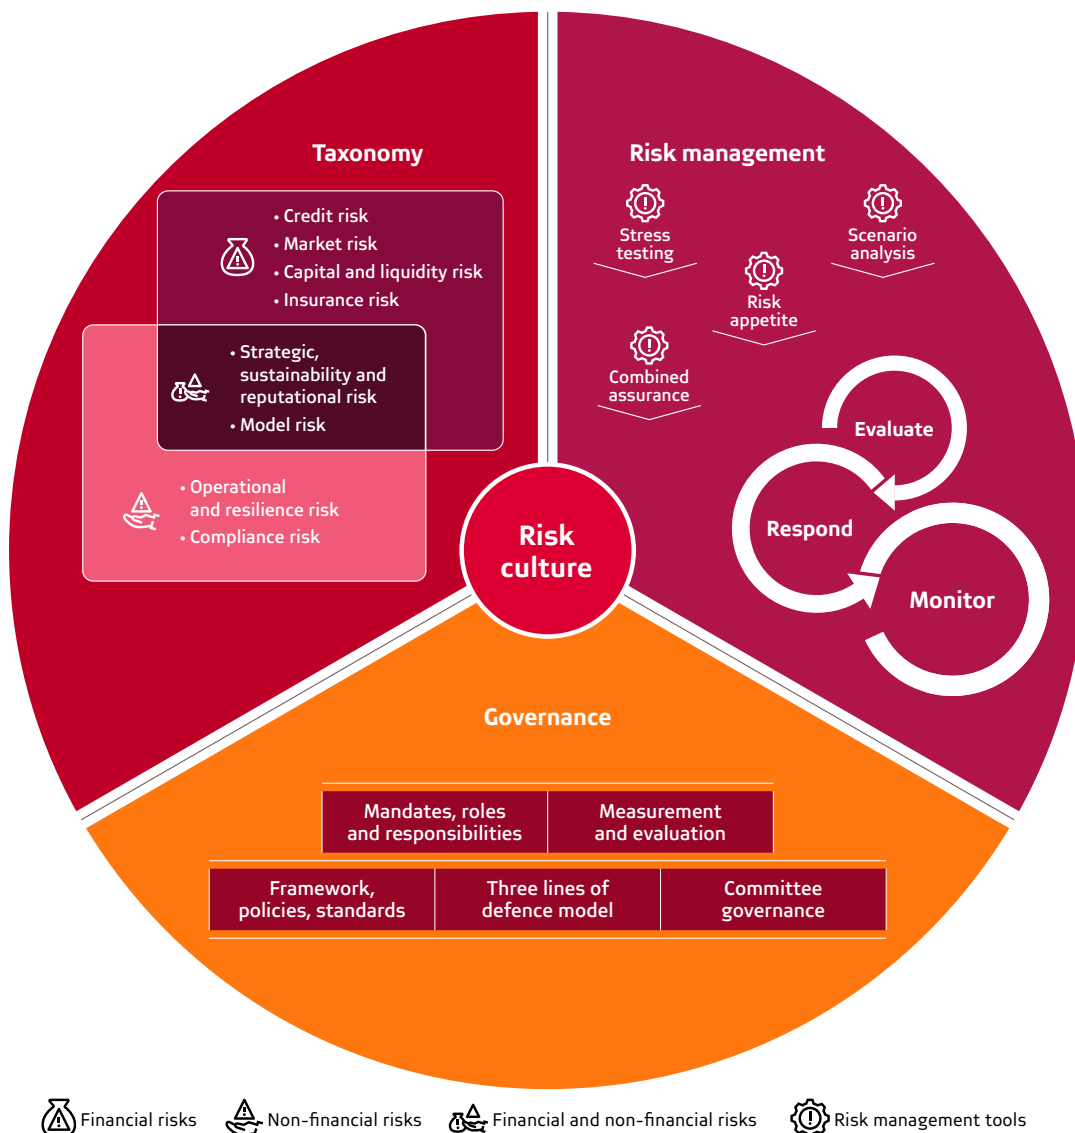 Taxonomy
• Credit risk
• Market risk
• Capital and liquidity risk
• Insurance risk
• Strategic,
sustainability and
reputational risk
• Model risk
• Operational
and resilience risk
• Compliance risk
Risk management
Stress
testing
Scenario
analysis
Risk
appetite
Combined
assurance
Evaluate
Respond
Monitor
Risk
culture
Governance
Mandates, roles
and responsibilities
Measurement
and evaluation
Framework,
policies, standards
Three lines of
defence model
Committee
governance
Financial risks
Non-financial risks
Financial and non-financial risks
Risk management tools